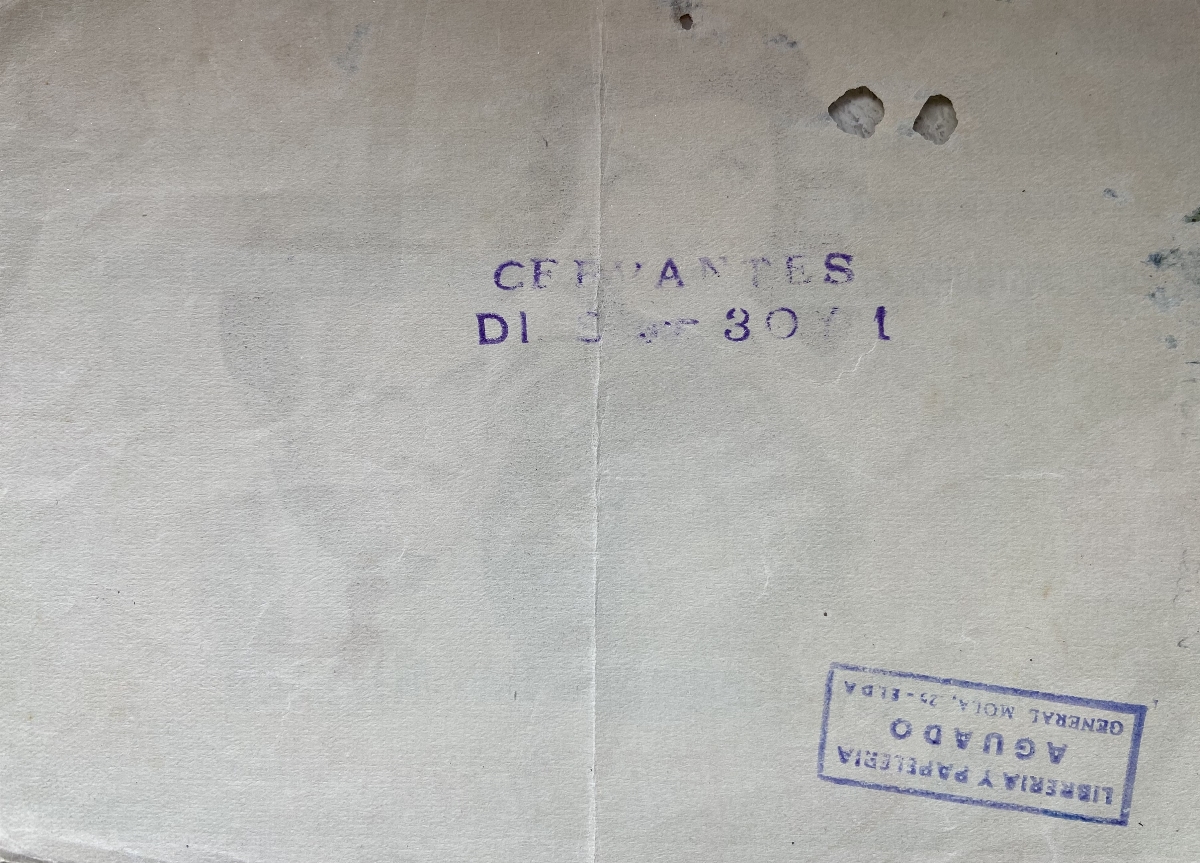 CERVANTES
LIBRERIA Y PAPELERIA
AGUADO
GENERAL MOLA, 25-ELDA